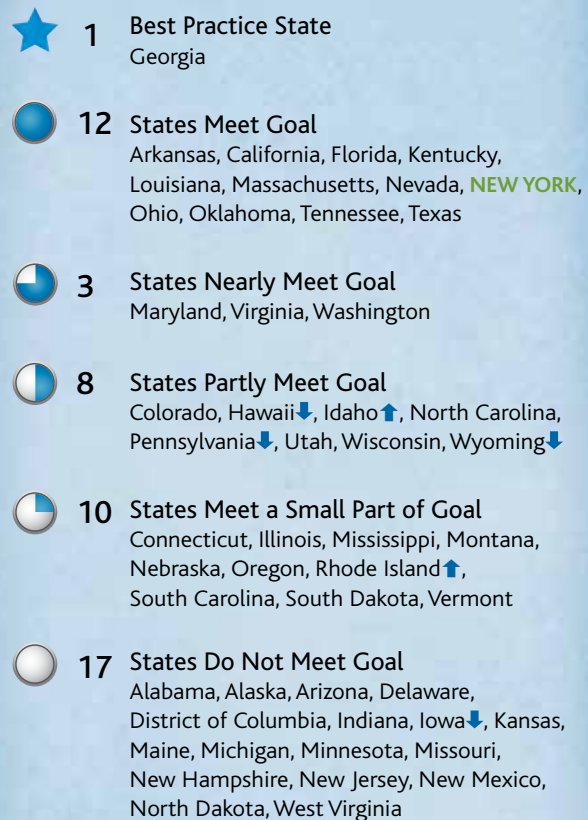 1 Best Practice State
Georgia
12 States Meet Goal
Arkansas, California, Florida, Kentucky,
Louisiana, Massachusetts, Nevada, NEW YORK,
Ohio, Oklahoma, Tennessee, Texas
3 States Nearly Meet Goal
Maryland, Virginia, Washington
8 States Partly Meet Goal
Colorado, Hawaii⬇, Idaho⬆, North Carolina,
Pennsylvania⬇, Utah, Wisconsin, Wyoming⬇
10 States Meet a Small Part of Goal
Connecticut, Illinois, Mississippi, Montana,
Nebraska, Oregon, Rhode Island⬆,
South Carolina, South Dakota, Vermont
17 States Do Not Meet Goal
Alabama, Alaska, Arizona, Delaware,
District of Columbia, Indiana, Iowa⬇, Kansas,
Maine, Michigan, Minnesota, Missouri,
New Hampshire, New Jersey, New Mexico,
North Dakota, West Virginia